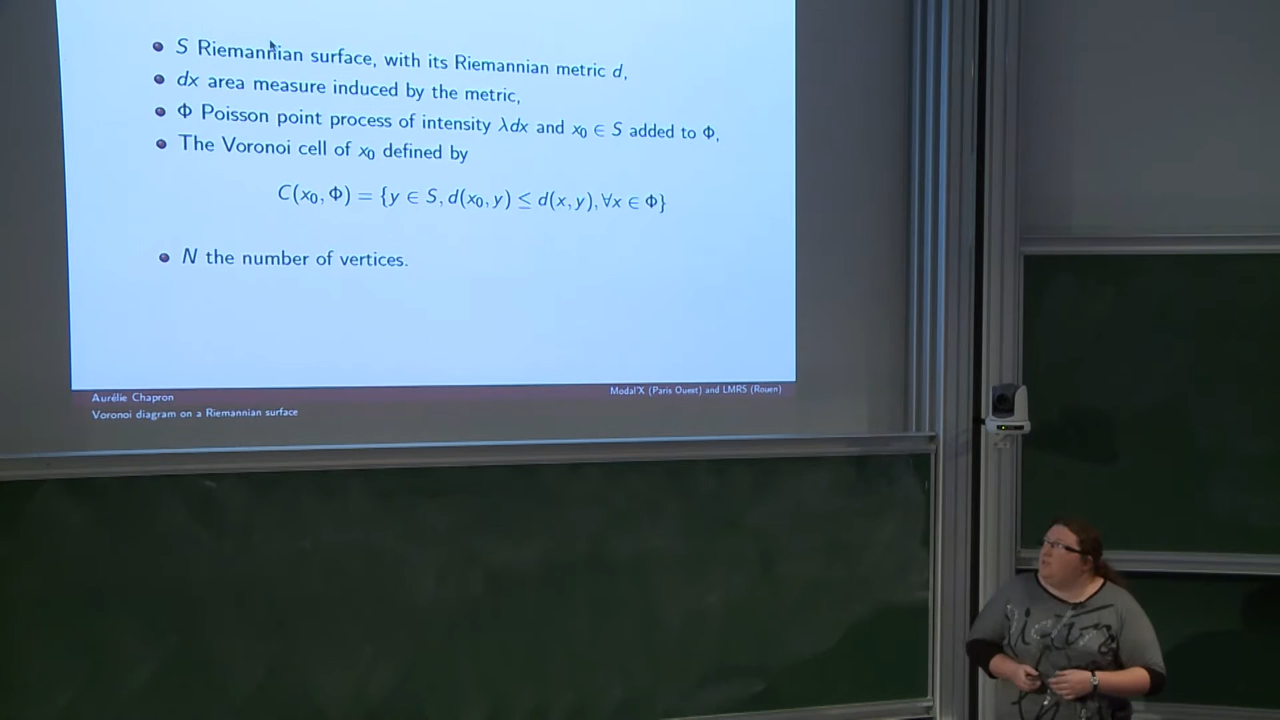 S Riemannian surface, with its Riemannian metric d,
dx area measure induced by the metric,
Φ Poisson point process of intensity λdx and x₀ ∈ S added to Φ,
The Voronoi cell of x₀ defined by
C(x₀, Φ) = {y ∈ S, d(x₀, y) ≤ d(x, y), ∀x ∈ Φ}
N the number of vertices.
Aurélie Chapron
Modal'X (Paris Ouest) and LMRS (Rouen)
Voronoi diagram on a Riemannian surface